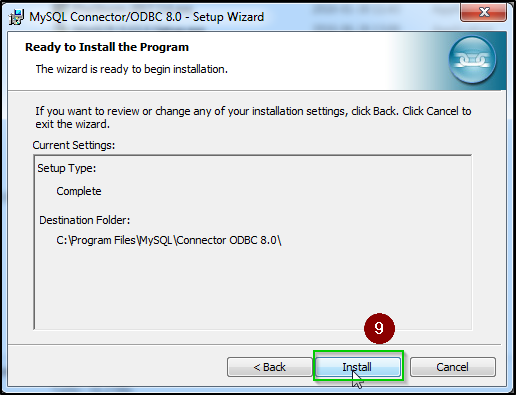 MySQL Connector/ODBC 8.0 - Setup Wizard
Ready to Install the Program
The wizard is ready to begin installation.
If you want to review or change any of your installation settings, click Back. Click Cancel to
exit the wizard.
Current Settings:
Setup Type:
Complete
Destination Folder:
C:\Program Files\MySQL\Connector ODBC 8.0\
9
< Back
Install
Cancel